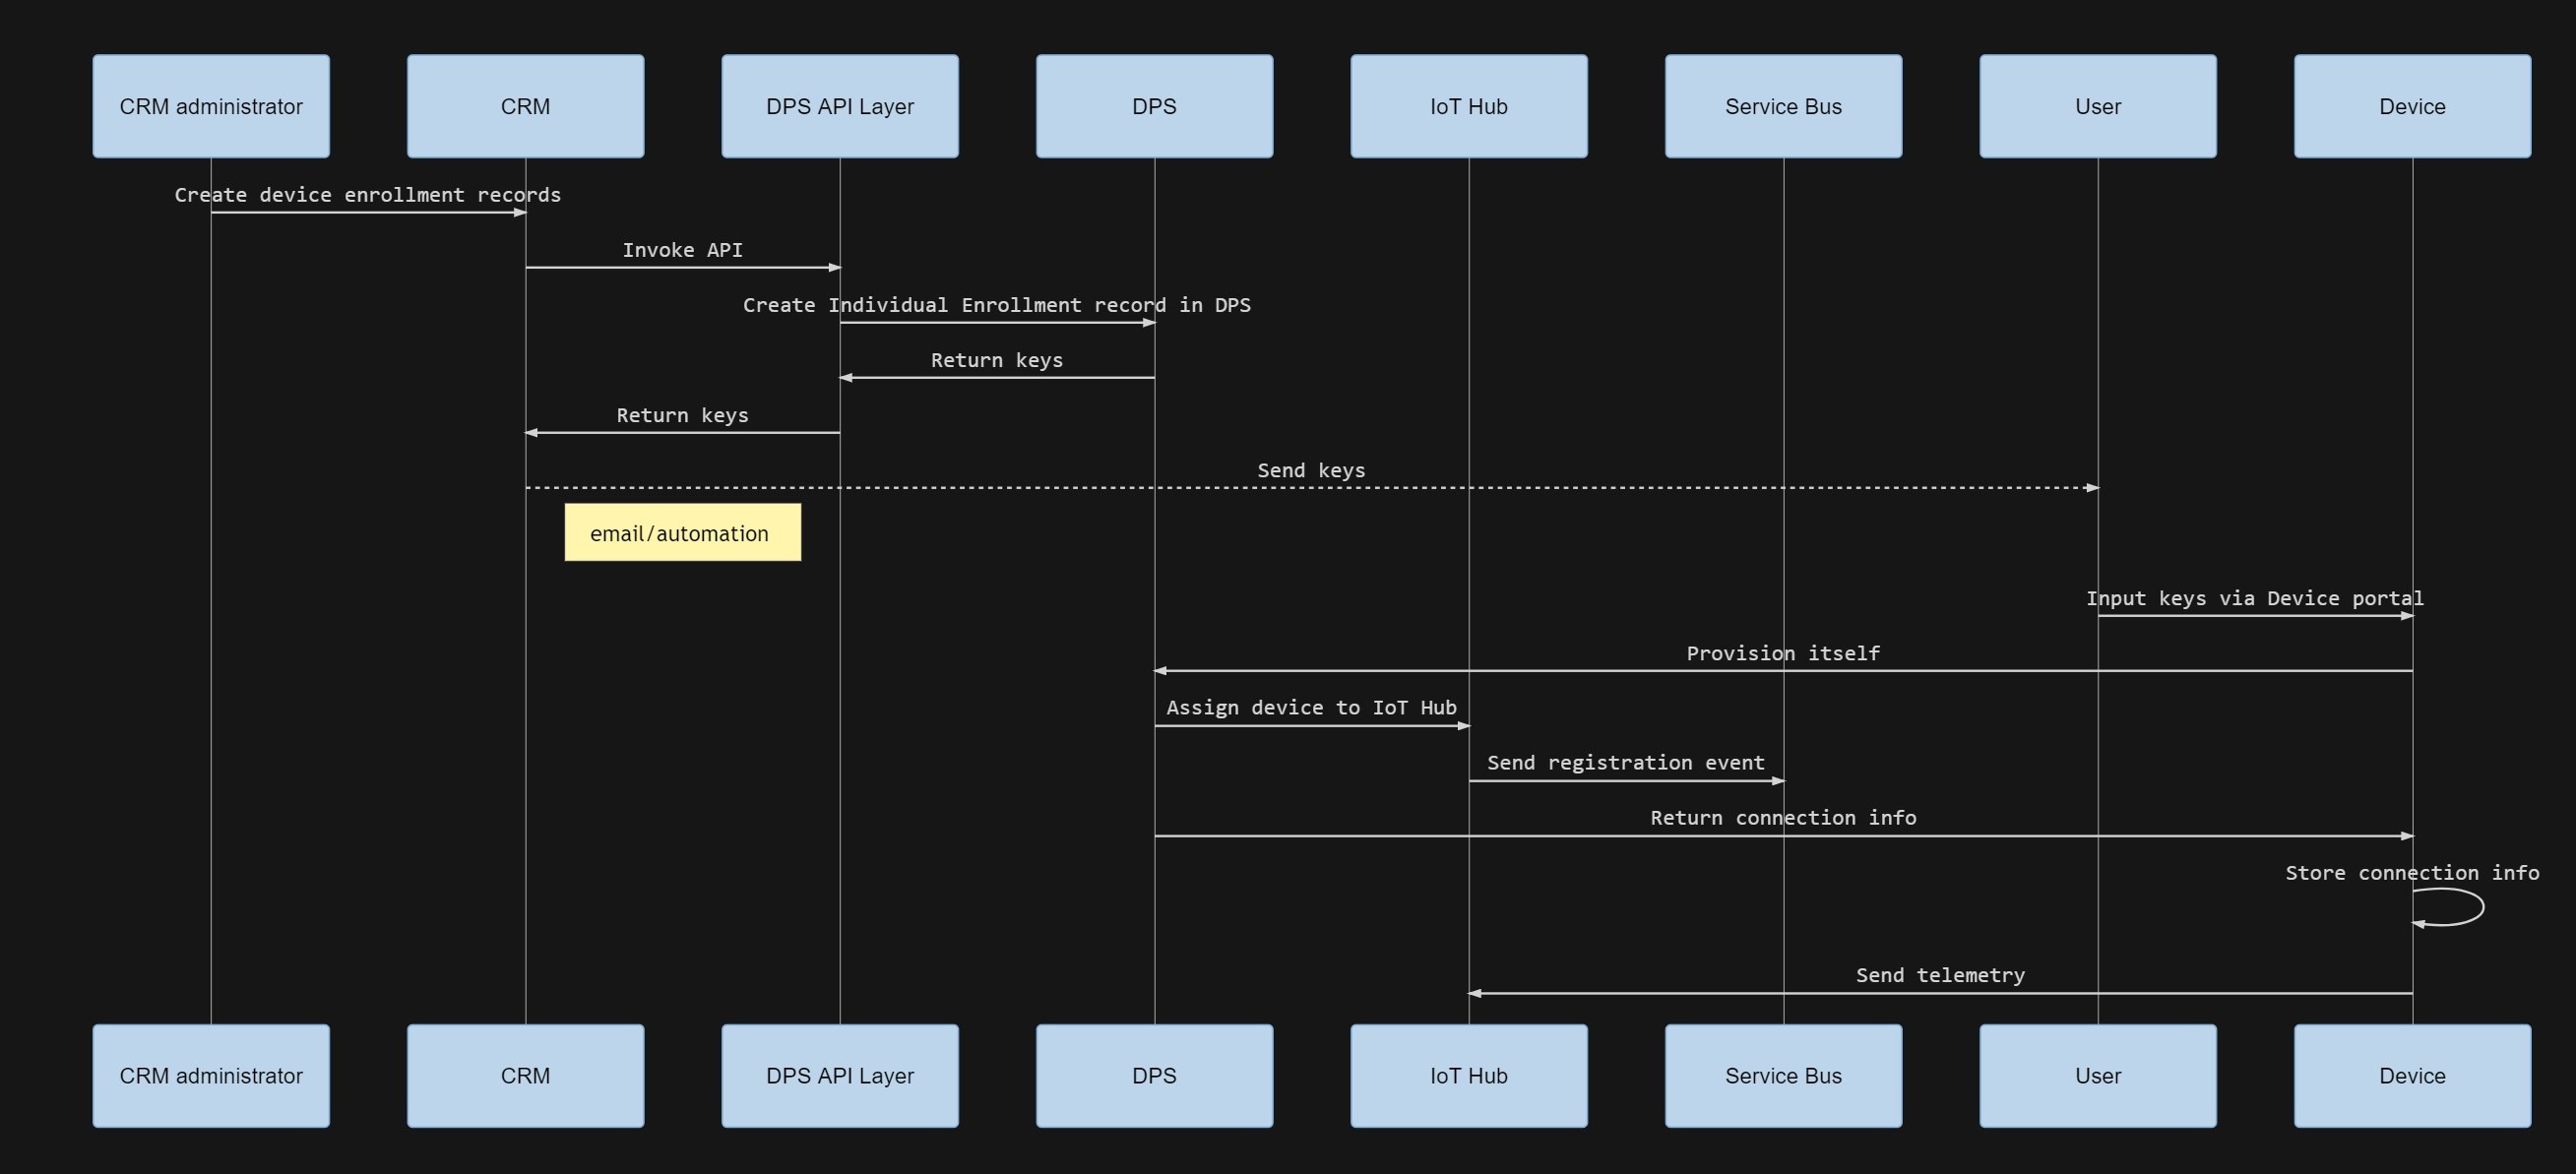 CRM administrator
CRM
DPS API Layer
DPS
IoT Hub
Service Bus
User
Device
Create device enrollment records
Invoke API
Create Individual Enrollment record in DPS
Return keys
Return keys
Send keys
email/automation
Input keys via Device portal
Provision itself
Assign device to IoT Hub
Send registration event
Return connection info
Store connection info
Send telemetry
CRM administrator
CRM
DPS API Layer
DPS
IoT Hub
Service Bus
User
Device